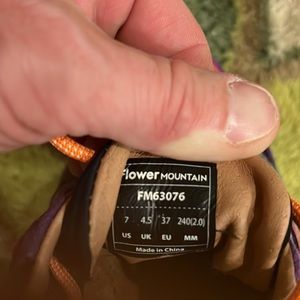 flower MOUNTAIN
FM63076
7 4.5 37 240(2.0)
US UK EU MM
Made in China